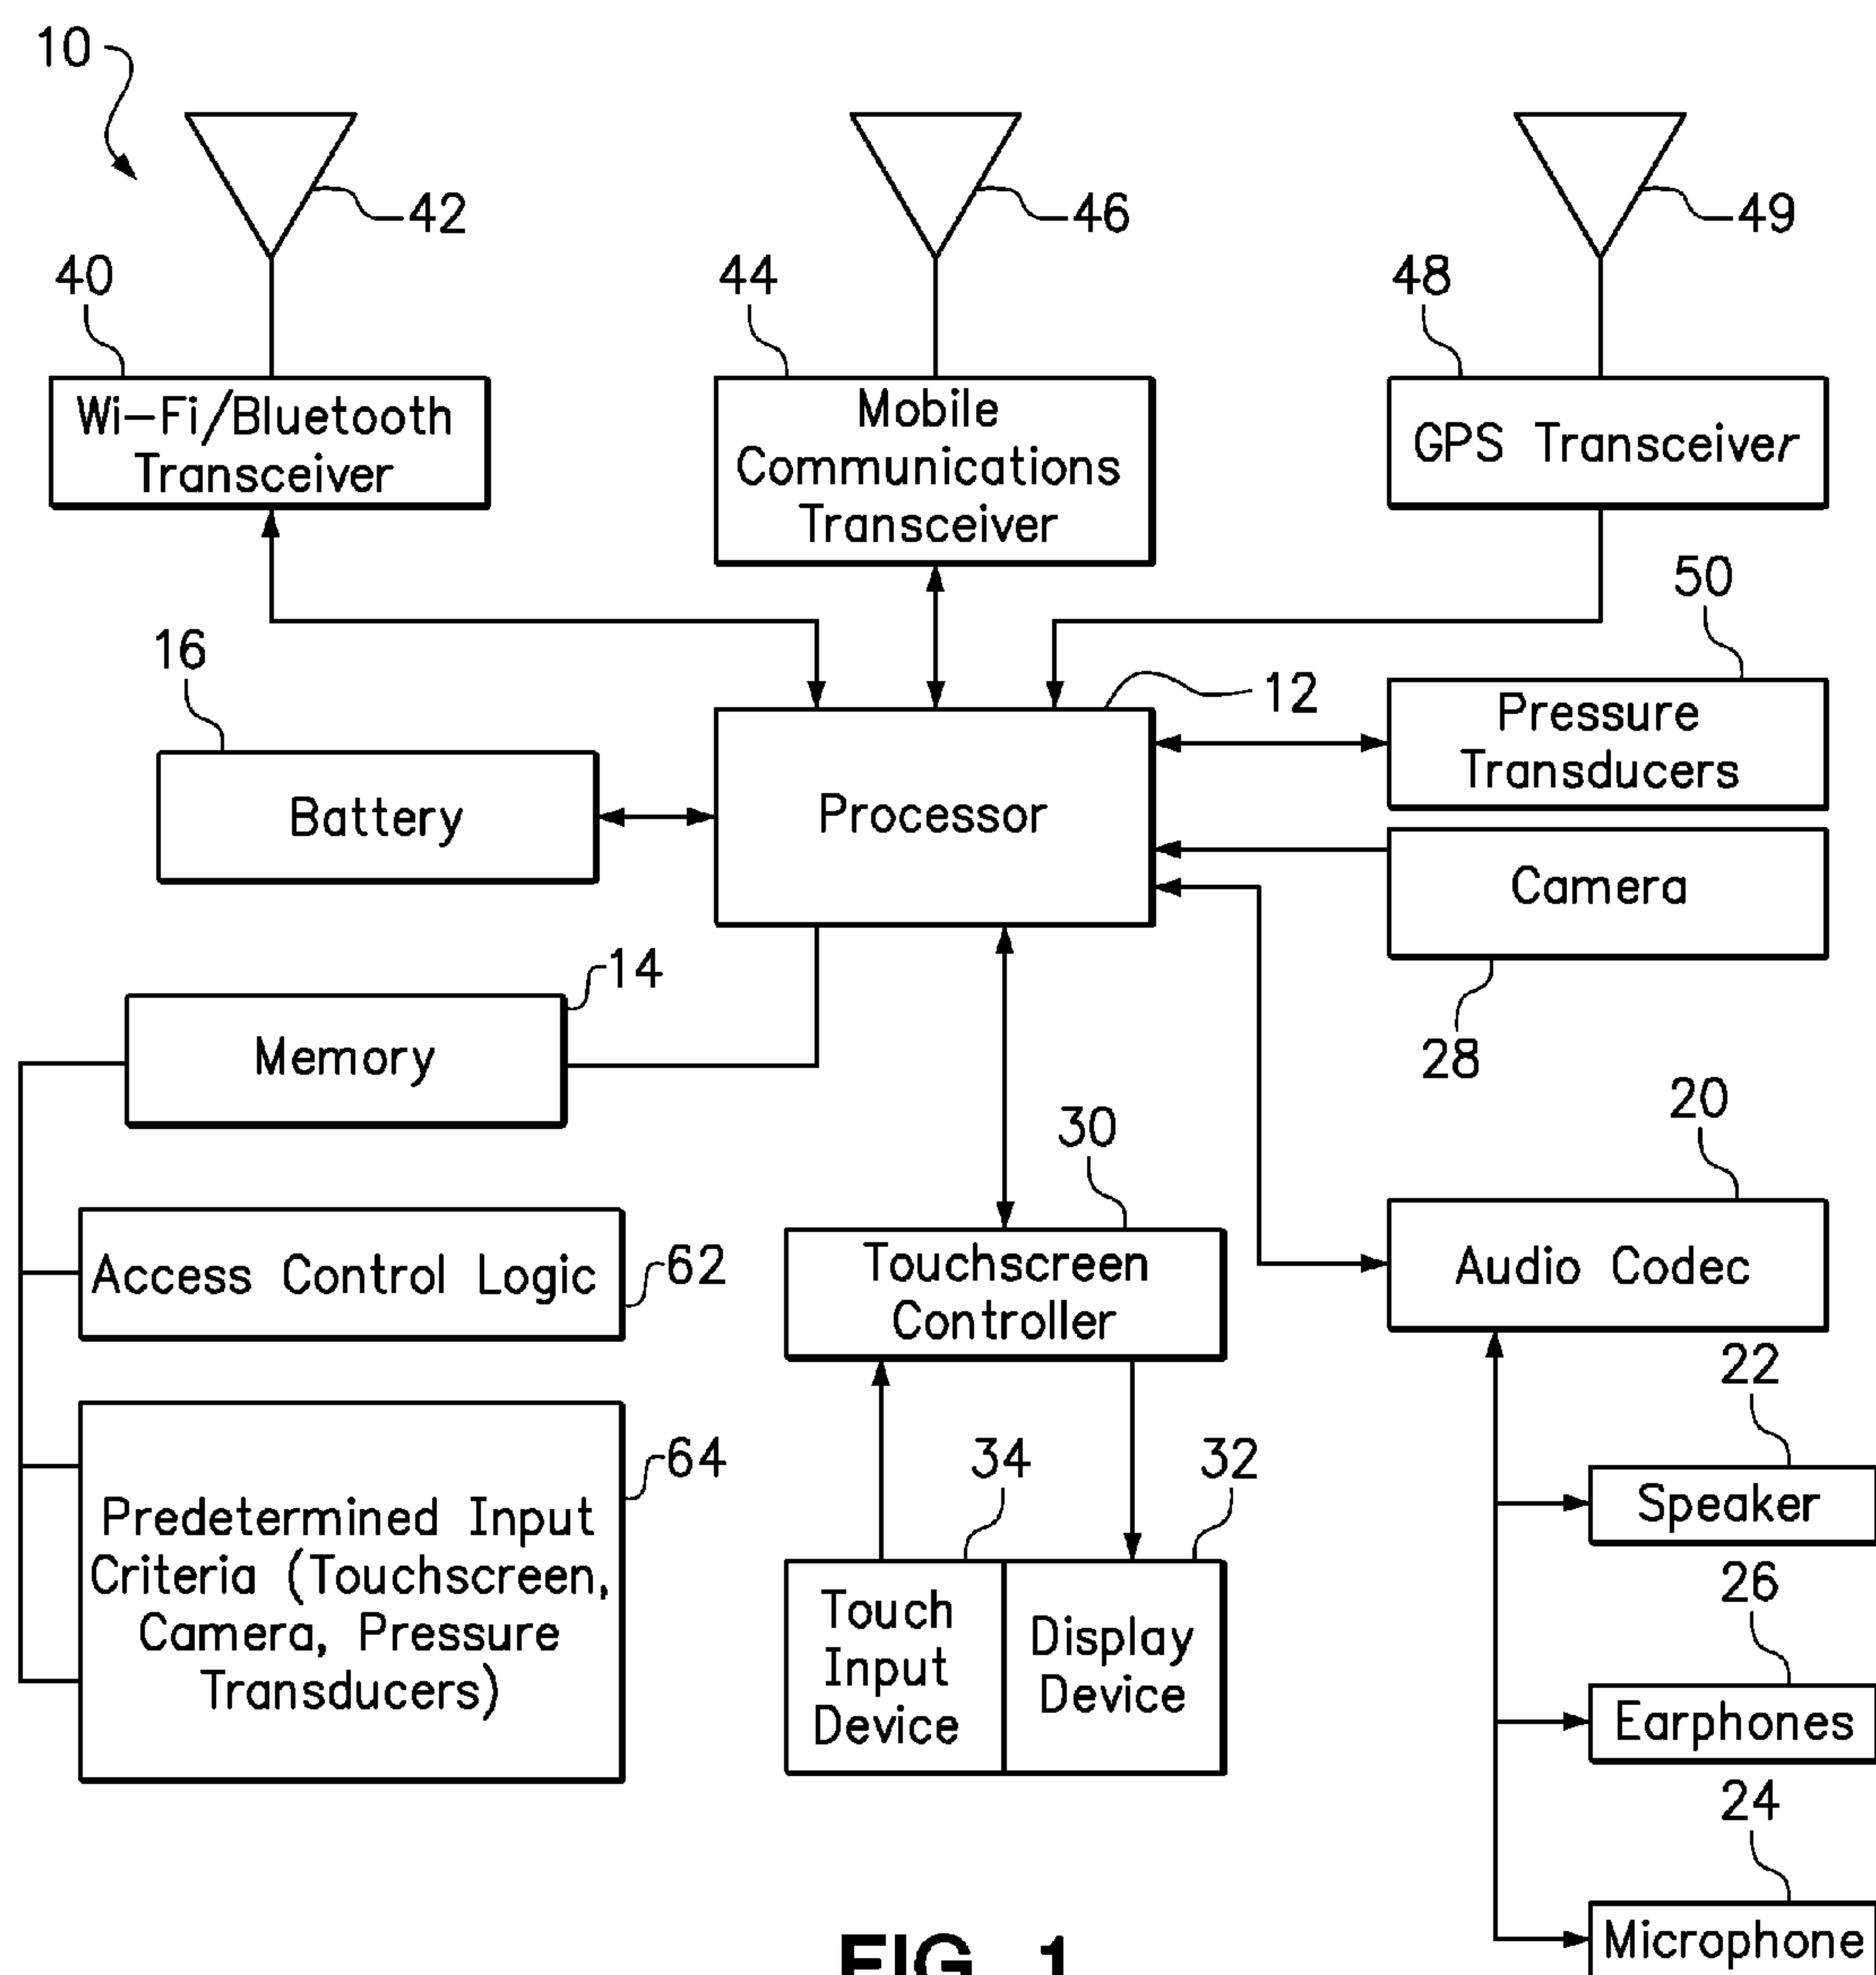 10
42
46
49
40
44
48
Wi-Fi/Bluetooth
Transceiver
Mobile
Communications
Transceiver
GPS Transceiver
50
16
12
Pressure
Transducers
Battery
Processor
Camera
14
28
Memory
20
30
Access Control Logic
62
Touchscreen
Controller
Audio Codec
22
64
34
32
Speaker
Predetermined Input
Criteria (Touchscreen,
Camera, Pressure
Transducers)
Touch
Input
Device
Display
Device
26
Earphones
24
Microphone
FIG. 1